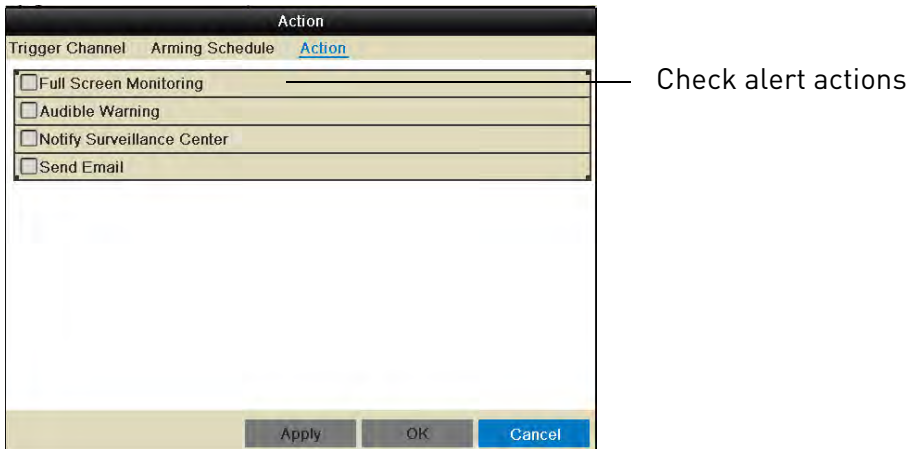 Action
Trigger Channel Arming Schedule Action
Full Screen Monitoring
Check alert actions
Audible Warning
Notify Surveillance Center
Send Email
Apply OK Cancel